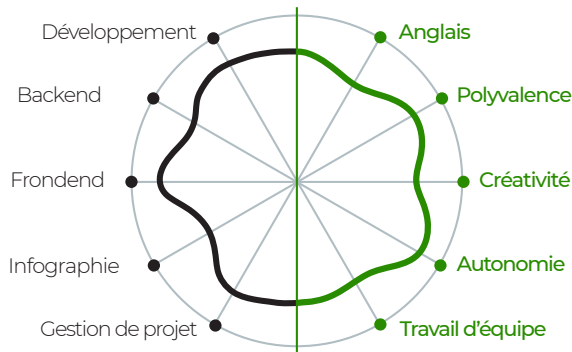 Développement
Backend
Frondend
Infographie
Gestion de projet
Anglais
Polyvalence
Créativité
Autonomie
Travail d'équipe